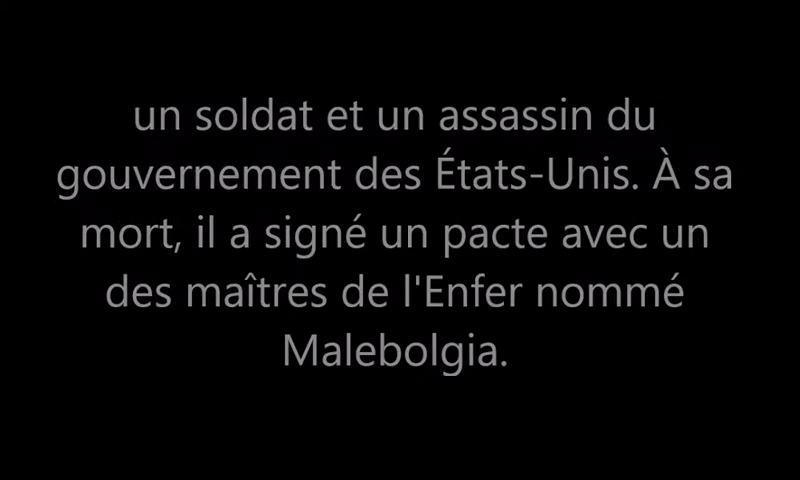 un soldat et un assassin du
gouvernement des États-Unis. À sa
mort, il a signé un pacte avec un
des maîtres de l'Enfer nommé
Malebolgia.